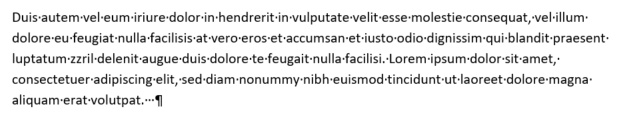 Duis·autem·vel·eum·iriure·dolor·in·hendrerit·in·vulputate·velit·esse·molestie·consequat,·vel·illum·
dolore·eu·feugiat·nulla·facilisis·at·vero·eros·et·accumsan·et·iusto·odio·dignissim·qui·blandit·praesent·
luptatum·zzril·delenit·augue·duis·dolore·te·feugait·nulla·facilisi.·Lorem·ipsum·dolor·sit·amet,·
consectetuer·adipiscing·elit,·sed·diam·nonummy·nibh·euismod·tincidunt·ut·laoreet·dolore·magna·
aliquam·erat·volutpat.···¶